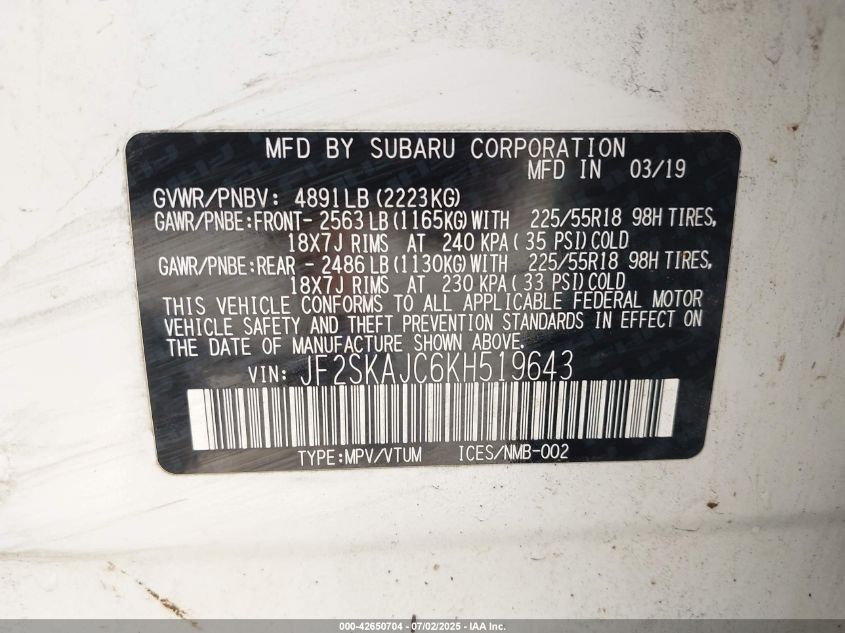 MFD BY SUBARU CORPORATION
MFD IN 03/19
GVWR/PNBV: 4891LB (2223KG)
GAWR/PNBE:FRONT- 2563LB (1165KG) WITH 225/55R18 98H TIRES,
18X7J RIMS AT 240 KPA ( 35 PSI) COLD
GAWR/PNBE:REAR - 2486LB (1130KG) WITH 225/55R18 98H TIRES,
18X7J RIMS AT 230 KPA ( 33 PSI) COLD
THIS VEHICLE CONFORMS TO ALL APPLICABLE FEDERAL MOTOR
VEHICLE SAFETY AND THEFT PREVENTION STANDARDS IN EFFECT ON
THE DATE OF MANUFACTURE SHOWN ABOVE.
VIN: JF2SKAJC6KH519643
TYPE:MPV/VTUM ICES/NMB-002
000-42650704 - 07/02/2025 - IAA Inc.